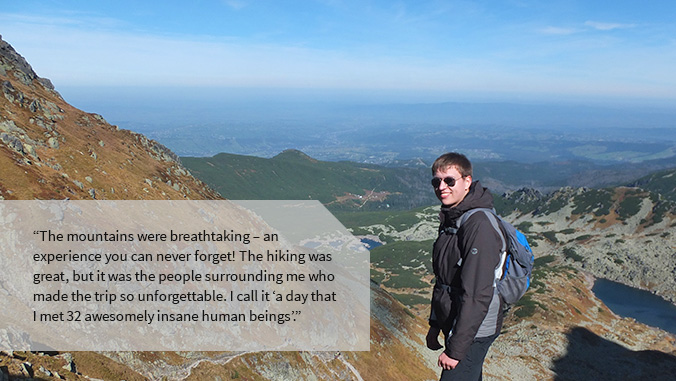 “The mountains were breathtaking – an
experience you can never forget! The hiking was
great, but it was the people surrounding me who
made the trip so unforgettable. I call it ‘a day that
I met 32 awesomely insane human beings’.”